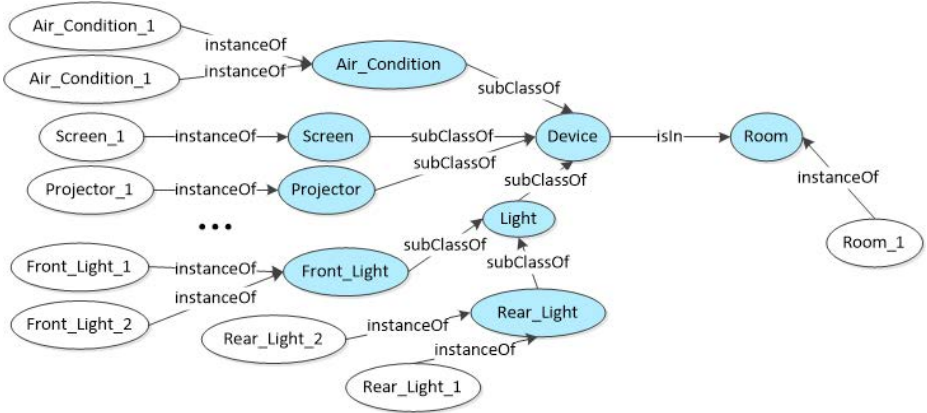 Air_Condition_1
instanceOf
Air_Condition_1
instanceOf
Air_Condition
subClassOf
Screen_1
instanceOf
Screen
subClassOf
Device
isIn
Room
Projector_1
instanceOf
Projector
subClassOf
instanceOf
Room_1
...
subClassOf
Light
Front_Light_1
instanceOf
Front_Light
subClassOf
subClassOf
Front_Light_2
instanceOf
Rear_Light
Rear_Light_2
instanceOf
Rear_Light_1
instanceOf